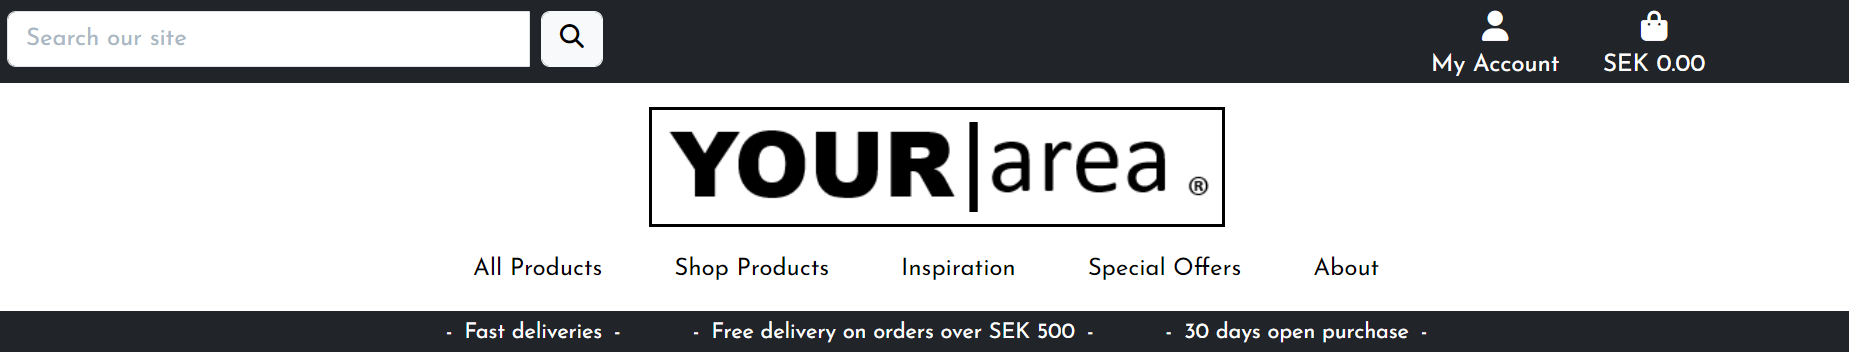 Search our site
My Account SEK 0.00
YOUR|area ®
All Products Shop Products Inspiration Special Offers About
- Fast deliveries - - Free delivery on orders over SEK 500 - - 30 days open purchase -